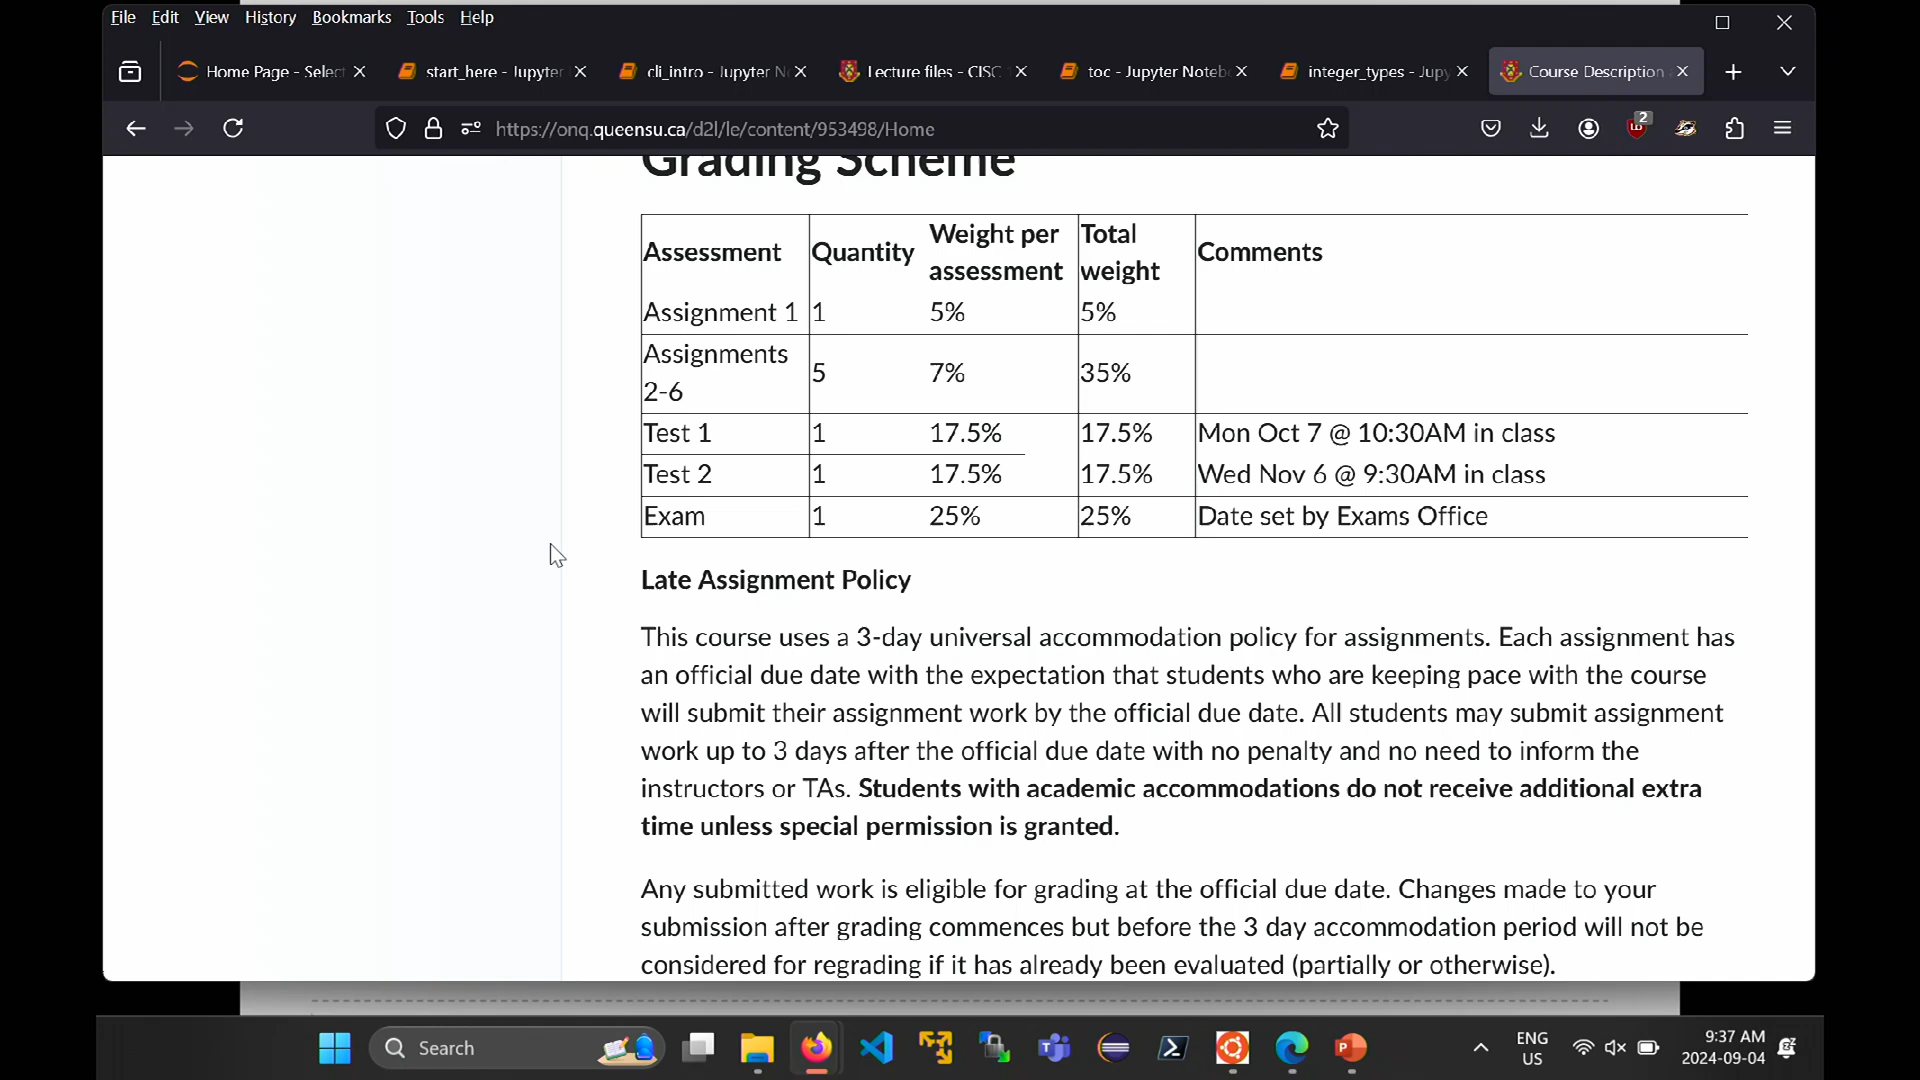 File Edit View History Bookmarks Tools Help
Home Page - Select
start_here - Jupyter
cli_intro - Jupyter N
Lecture files - CISC
toc - Jupyter Noteb
integer_types - Jupy
Course Description
https://onq.queensu.ca/d2l/le/content/953498/Home
2
Grading Scheme
Assessment Quantity Weight per assessment Total weight Comments
Assignment 1 1 5% 5%
Assignments 2-6 5 7% 35%
Test 1 1 17.5% 17.5% Mon Oct 7 @ 10:30AM in class
Test 2 1 17.5% 17.5% Wed Nov 6 @ 9:30AM in class
Exam 1 25% 25% Date set by Exams Office
Late Assignment Policy
This course uses a 3-day universal accommodation policy for assignments. Each assignment has
an official due date with the expectation that students who are keeping pace with the course
will submit their assignment work by the official due date. All students may submit assignment
work up to 3 days after the official due date with no penalty and no need to inform the
instructors or TAs. Students with academic accommodations do not receive additional extra
time unless special permission is granted.
Any submitted work is eligible for grading at the official due date. Changes made to your
submission after grading commences but before the 3 day accommodation period will not be
considered for regrading if it has already been evaluated (partially or otherwise).
Search
ENG
US
9:37 AM
2024-09-04